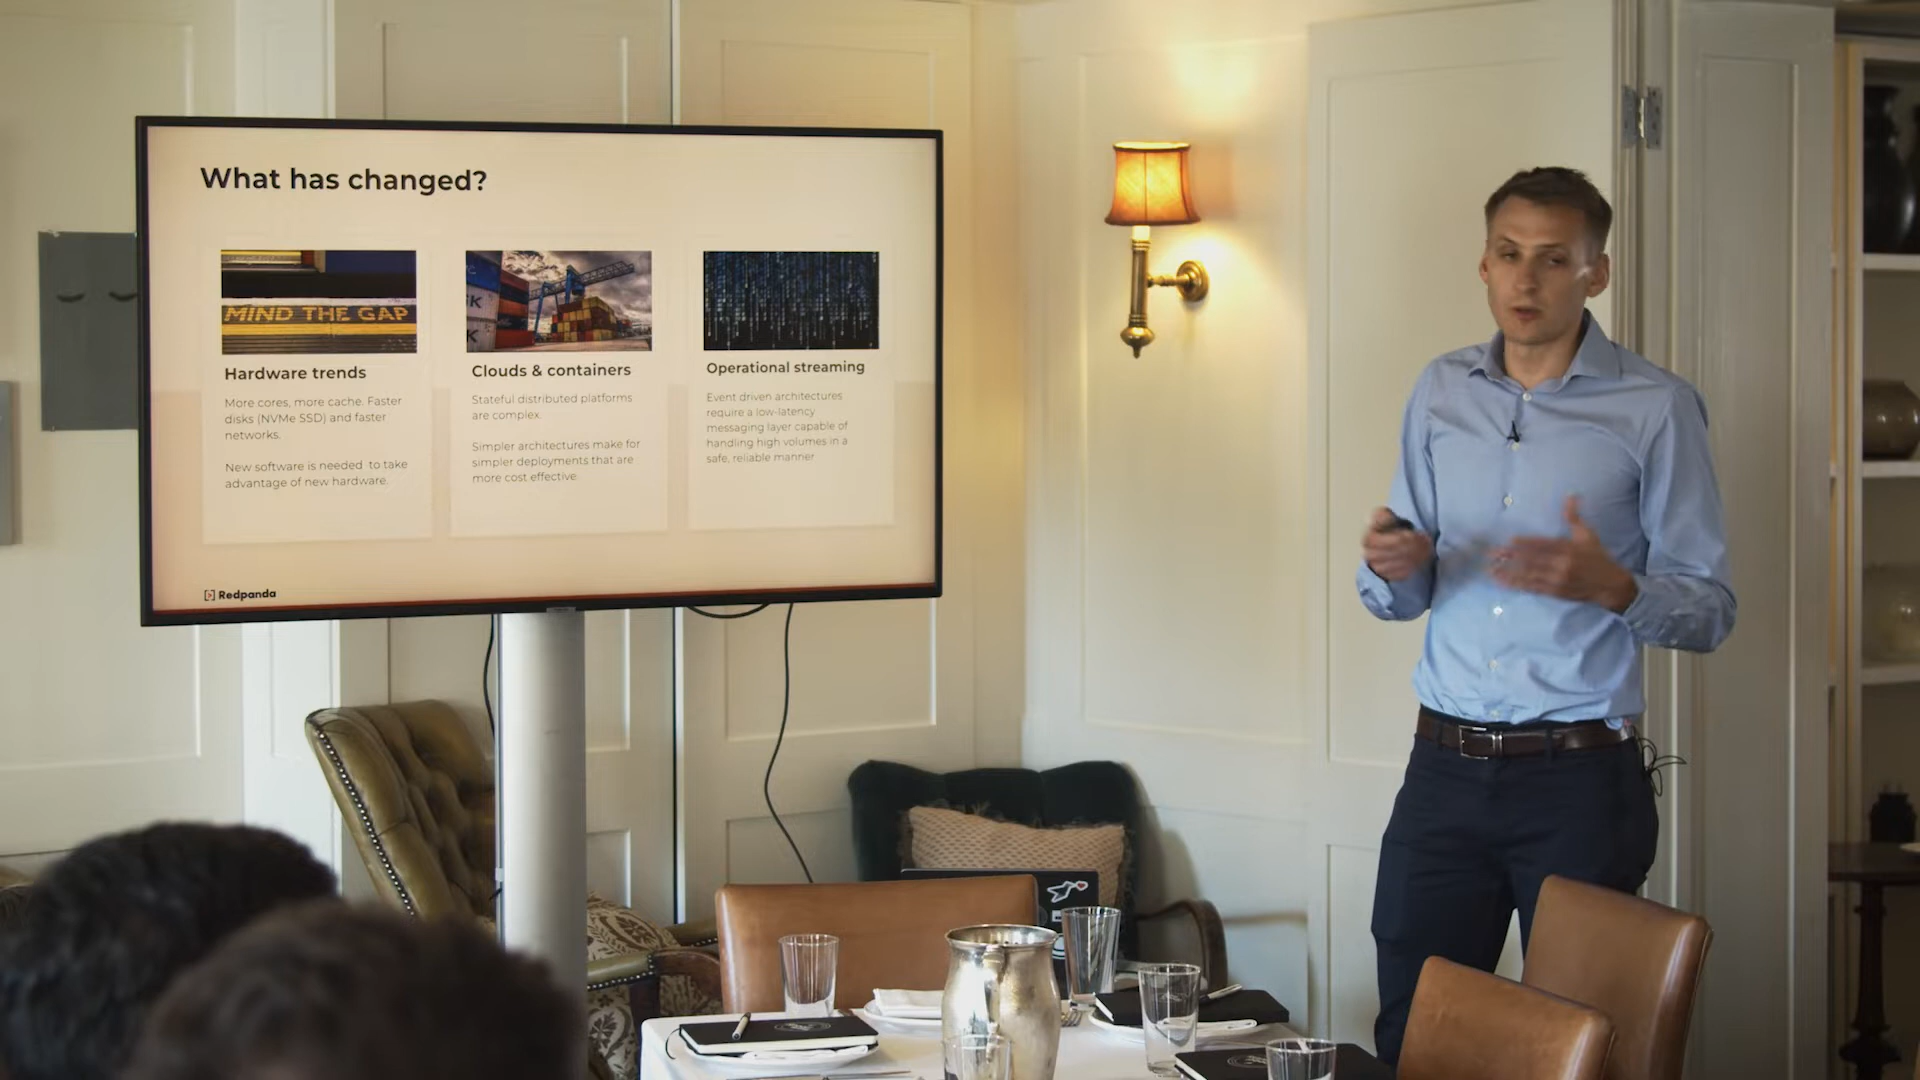 What has changed?
MIND THE GAP
Hardware trends
More cores, more cache. Faster
disks (NVMe SSD) and faster
networks.
New software is needed to take
advantage of new hardware.
Clouds & containers
Stateful distributed platforms
are complex.
Simpler architectures make for
simpler deployments that are
more cost effective.
Operational streaming
Event driven architectures
require a low-latency
messaging layer capable of
handling high volumes in a
safe, reliable manner
Redpanda